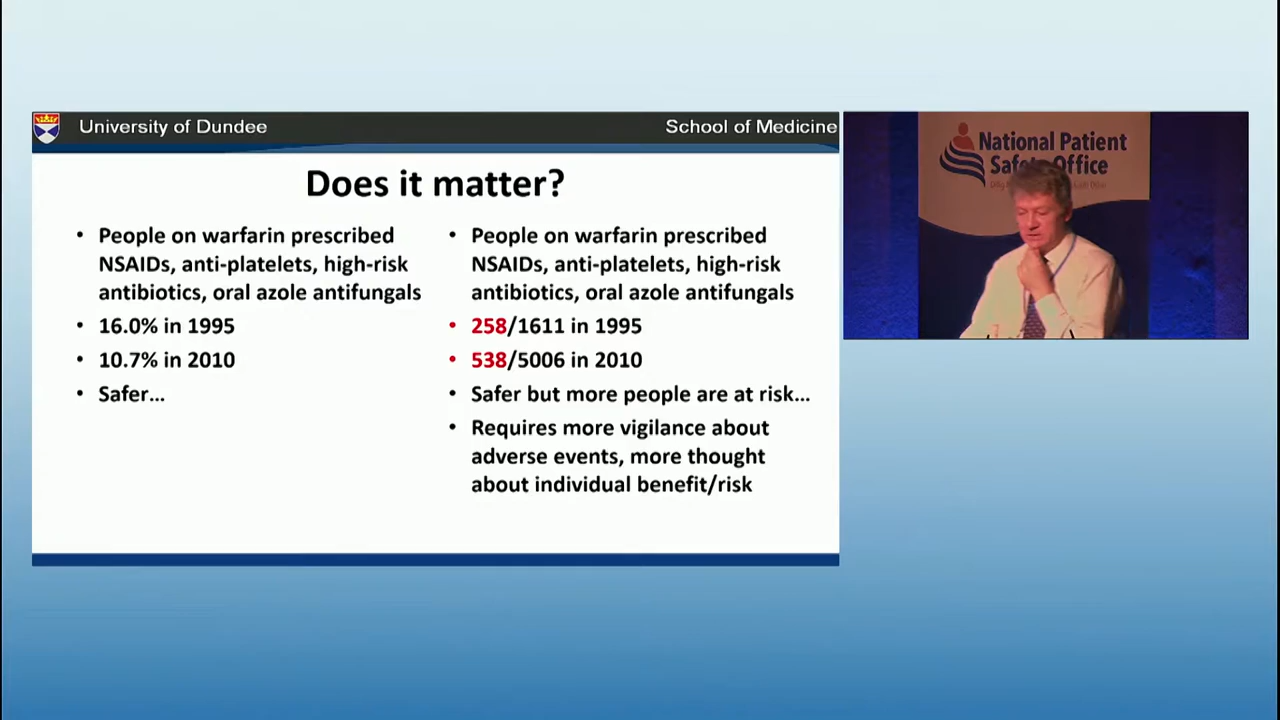 University of Dundee
School of Medicine
Does it matter?
• People on warfarin prescribed
NSAIDs, anti-platelets, high-risk
antibiotics, oral azole antifungals
• 16.0% in 1995
• 10.7% in 2010
• Safer...
• People on warfarin prescribed
NSAIDs, anti-platelets, high-risk
antibiotics, oral azole antifungals
• 258/1611 in 1995
• 538/5006 in 2010
• Safer but more people are at risk...
• Requires more vigilance about
adverse events, more thought
about individual benefit/risk
National Patient
Office